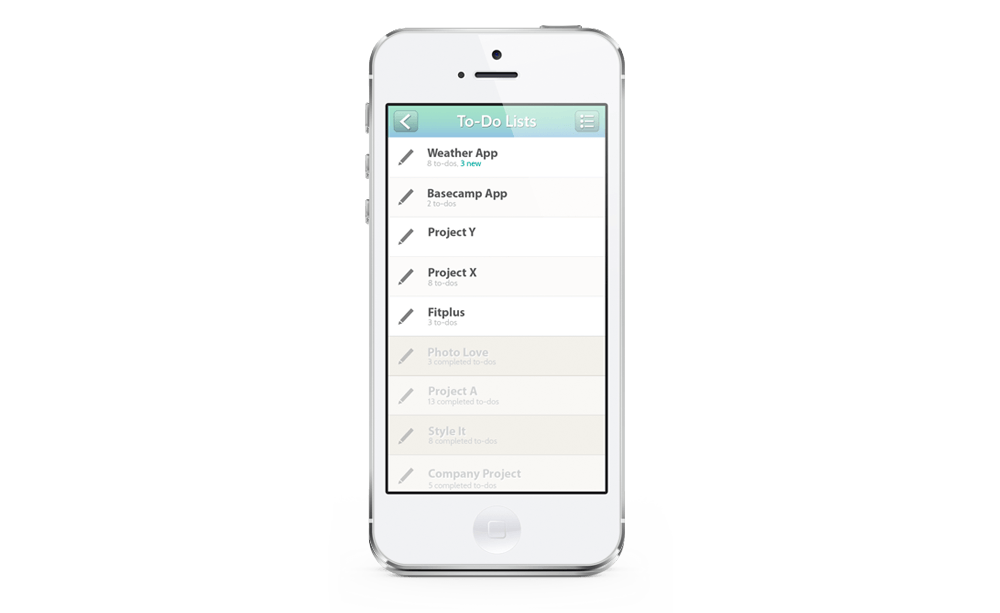 To-Do Lists
Weather App
8 to-dos, 3 new
Basecamp App
2 to-dos
Project Y
Project X
8 to-dos
Fitplus
3 to-dos
Photo Love
3 completed to-dos
Project A
13 completed to-dos
Style It
8 completed to-dos
Company Project
5 completed to-dos